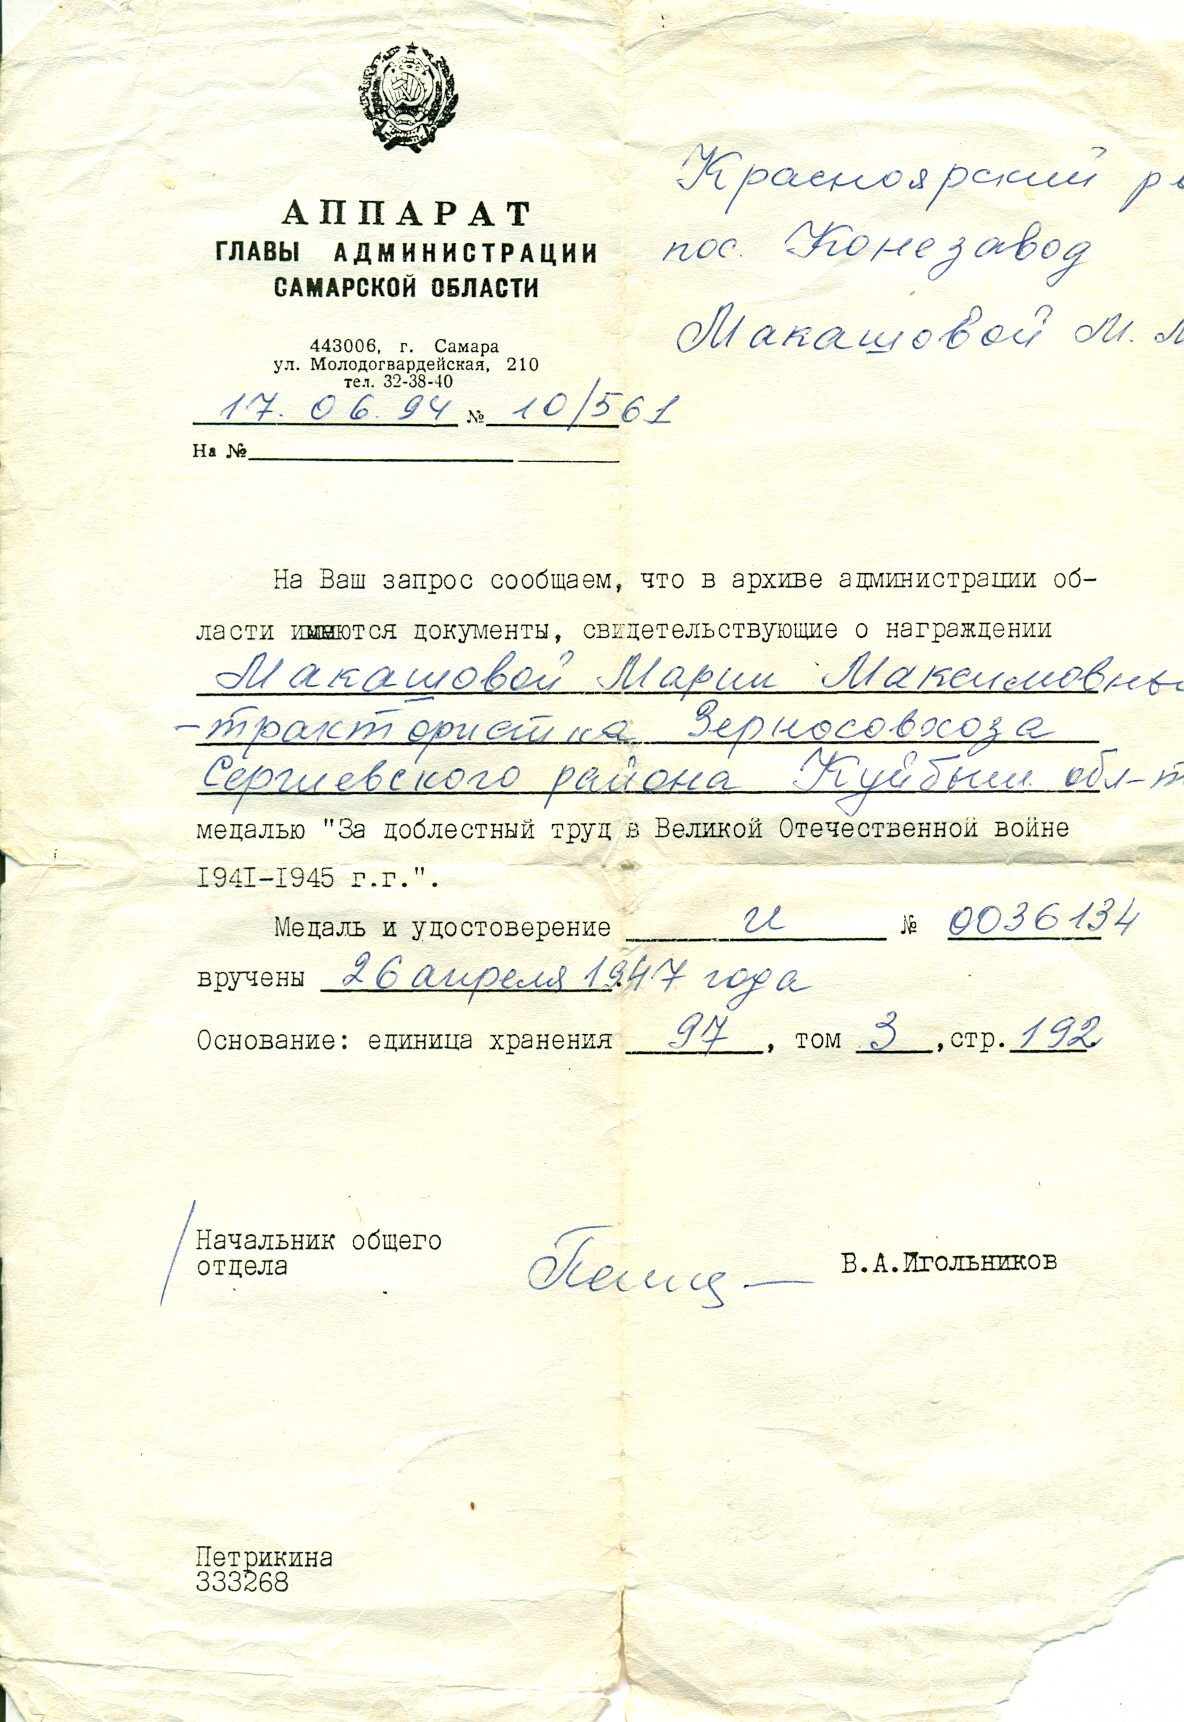 АППАРАТ
ГЛАВЫ АДМИНИСТРАЦИИ
САМАРСКОЙ ОБЛАСТИ
443006, г. Самара
ул. Молодогвардейская, 210
тел. 32-38-40
17.06.94 № 10/561
На №
Красноярский
пос. Конезавод
Макашовой М.
На Ваш запрос сообщаем, что в архиве администрации об-
ласти имеются документы, свидетельствующие о награждении
Макашовой Марии Максимовны
-трактористка Зерносовхоза
Сергиевского района Куйбыш. обл-
медалью "За доблестный труд в Великой Отечественной войне
1941-1945 г.г.".
Медаль и удостоверение И № 0036134
вручены 26 апреля 1947 года
Основание: единица хранения 97, том 3, стр. 192
Начальник общего
отдела
В.А.Игольников
Петрикина
333268